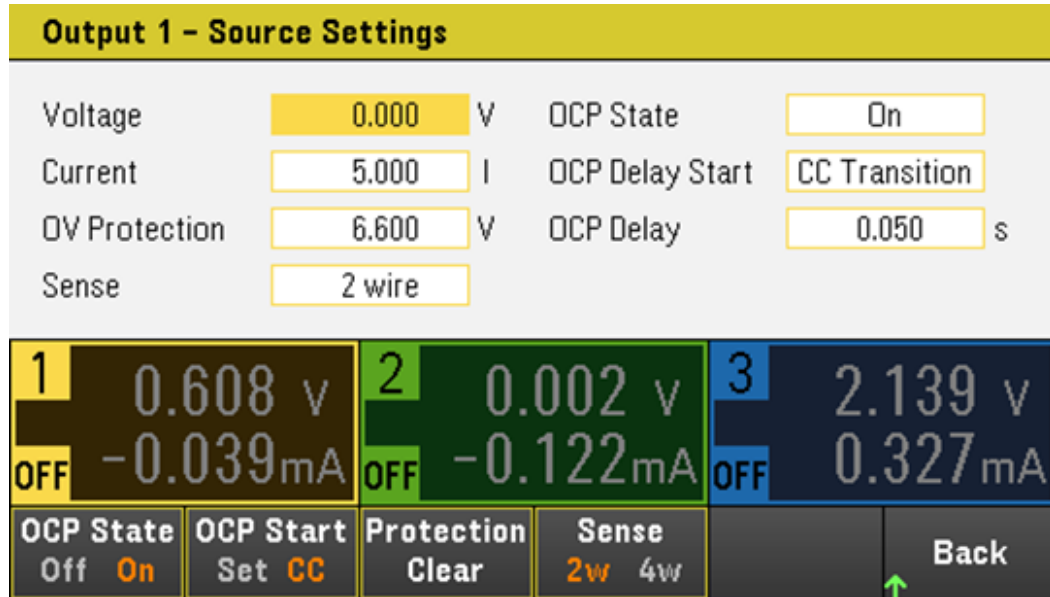 Output 1 – Source Settings
Voltage 0.000 V OCP State On
Current 5.000 I OCP Delay Start CC Transition
OV Protection 6.600 V OCP Delay 0.050 s
Sense 2 wire
1 0.608 V 2 0.002 V 3 2.139 V
OFF −0.039mA OFF −0.122mA OFF 0.327mA
OCP State OCP Start Protection Sense
Off On Set CC Clear 2w 4w Back